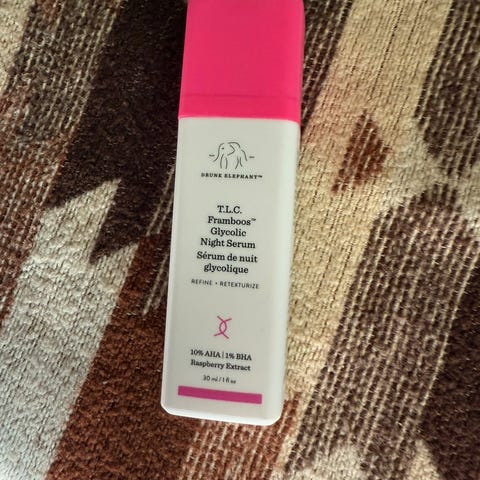 DRUNK ELEPHANT™
T.L.C.
Framboos™
Glycolic
Night Serum
Sérum de nuit
glycolique
REFINE • RETEXTURIZE
10% AHA | 1% BHA
Raspberry Extract
30 ml / 1 fl oz